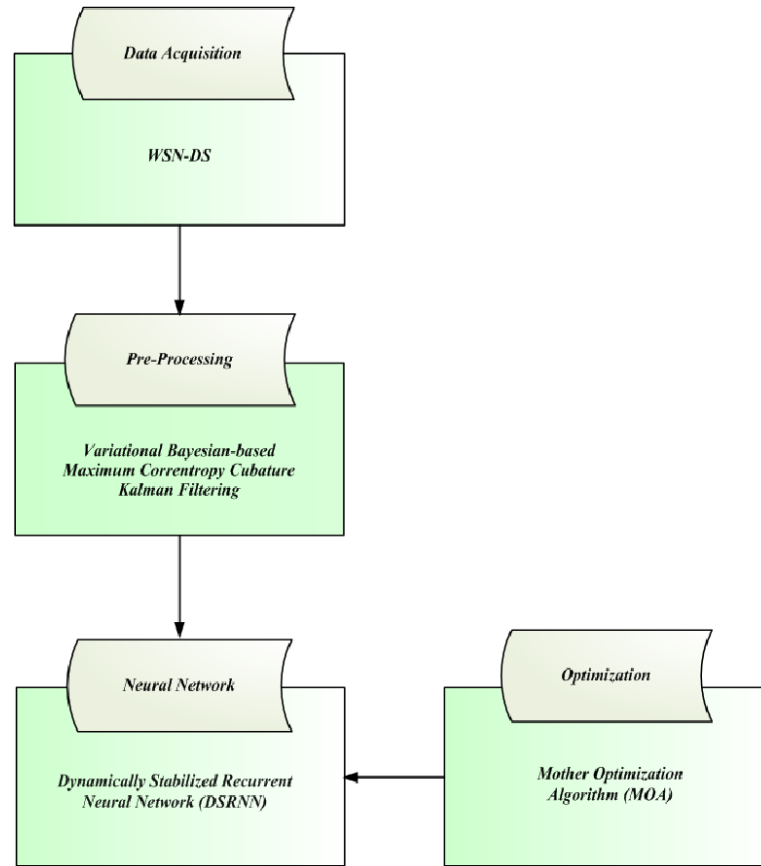 Data Acquisition
WSN-DS
Pre-Processing
Variational Bayesian-based
Maximum Correntropy Cubature
Kalman Filtering
Neural Network
Dynamically Stabilized Recurrent
Neural Network (DSRNN)
Optimization
Mother Optimization
Algorithm (MOA)